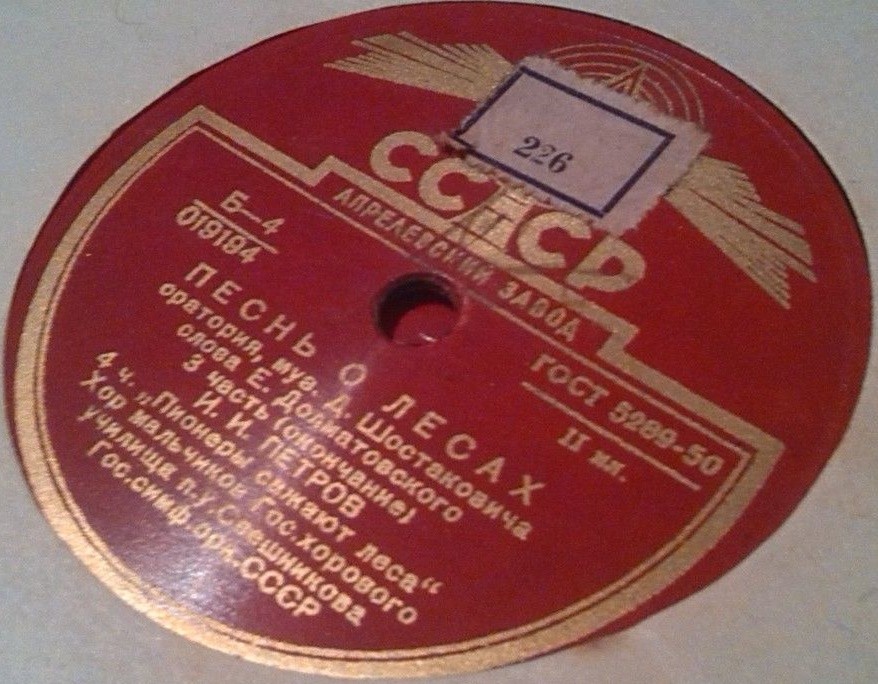 226
СССР
АПРЕЛЕВСКИЙ ЗАВОД
ГОСТ 5289-50
II кл.
Б—4
019194
ПЕСНЬ О ЛЕСАХ
оратория, муз. Д. Шостаковича
слова Е. Долматовского
3 часть (окончание)
И. И. ПЕТРОВ
4 ч. „Пионеры сажают леса“
Хор мальчиков Гос. хорового
училища п./у. Свешникова
Гос. симф. орк. СССР